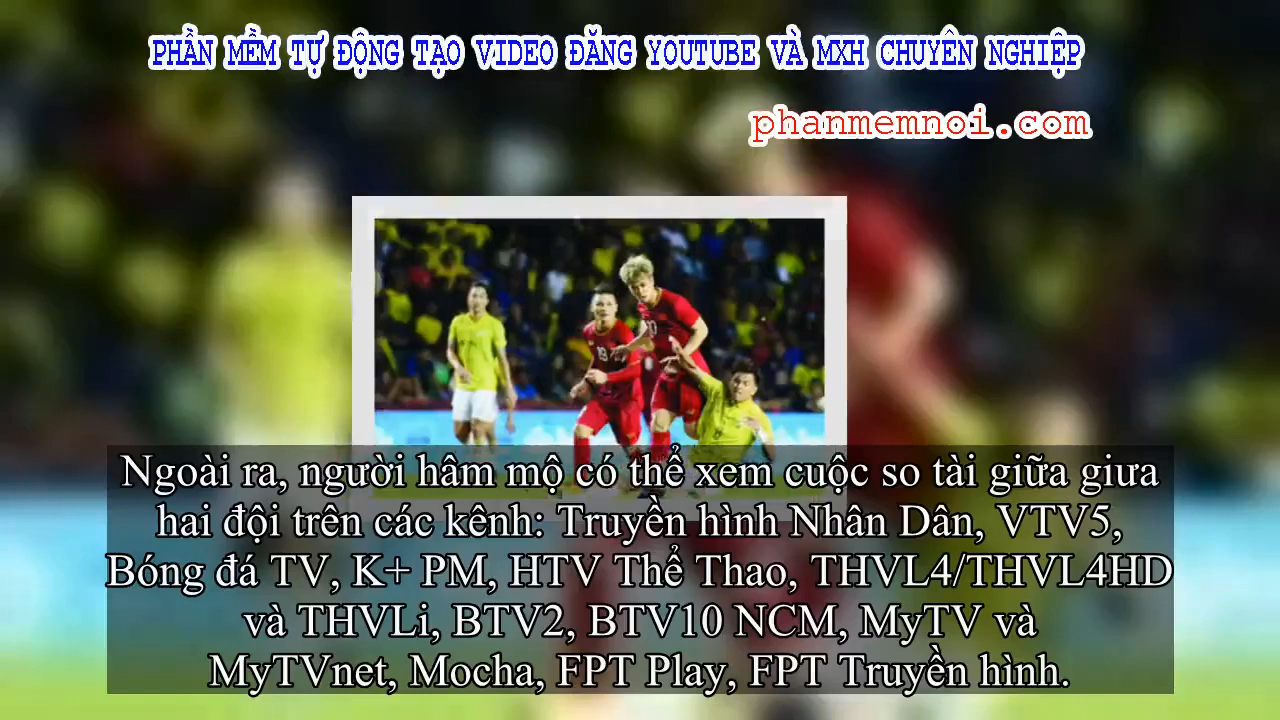 PHẦN MỀM TỰ ĐỘNG TẠO VIDEO ĐĂNG YOUTUBE VÀ MXH CHUYÊN NGHIỆP
phanmemnoi.com
19
Ngoài ra, người hâm mộ có thể xem cuộc so tài giữa giưa
hai đội trên các kênh: Truyền hình Nhân Dân, VTV5,
Bóng đá TV, K+ PM, HTV Thể Thao, THVL4/THVL4HD
và THVLi, BTV2, BTV10 NCM, MyTV và
MyTVnet, Mocha, FPT Play, FPT Truyền hình.